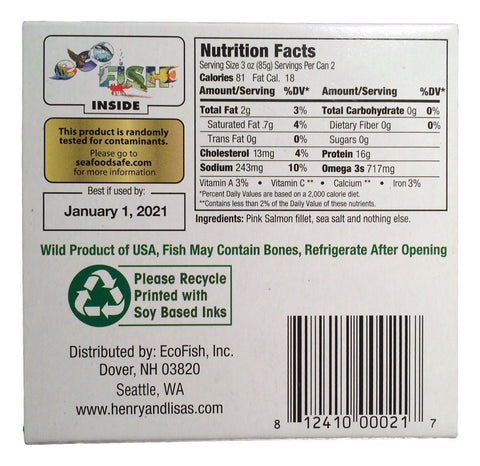 FISH
INSIDE
This product is randomly
tested for contaminants.
Please go to
seafoodsafe.com
for more information
Best if used by:
January 1, 2021
Nutrition Facts
Serving Size 3 oz (85g) Servings Per Can 2
Calories 81 Fat Cal. 18
Amount/Serving %DV* Amount/Serving %DV*
Total Fat 2g 3% Total Carbohydrate 0g 0%
Saturated Fat .7g 4% Dietary Fiber 0g 0%
Trans Fat 0g 0% Sugars 0g
Cholesterol 13mg 4% Protein 16g
Sodium 243mg 10% Omega 3s 717mg
Vitamin A 3% • Vitamin C ** • Calcium ** • Iron 3%
*Percent Daily Values are based on a 2,000 calorie diet.
**Contains less than 2% of the Daily Value of these nutrients.
Ingredients: Pink Salmon fillet, sea salt and nothing else.
Wild Product of USA, Fish May Contain Bones, Refrigerate After Opening
Please Recycle
Printed with
Soy Based Inks
Distributed by: EcoFish, Inc.
Dover, NH 03820
Seattle, WA
www.henryandlisas.com
8 12410 00021 7